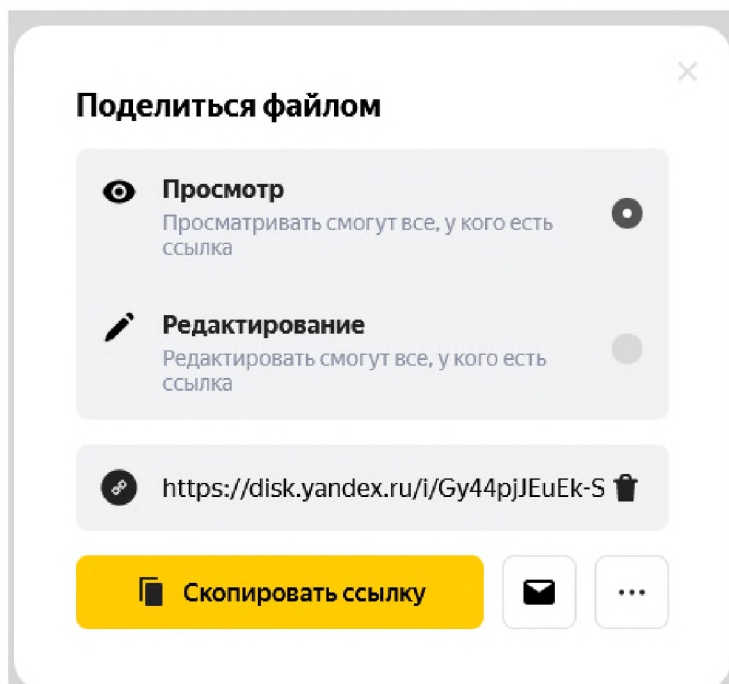 Поделиться файлом
Просмотр
Просматривать смогут все, у кого есть
ссылка
Редактирование
Редактировать смогут все, у кого есть
ссылка
https://disk.yandex.ru/i/Gy44pjJEuEk-S
Скопировать ссылку